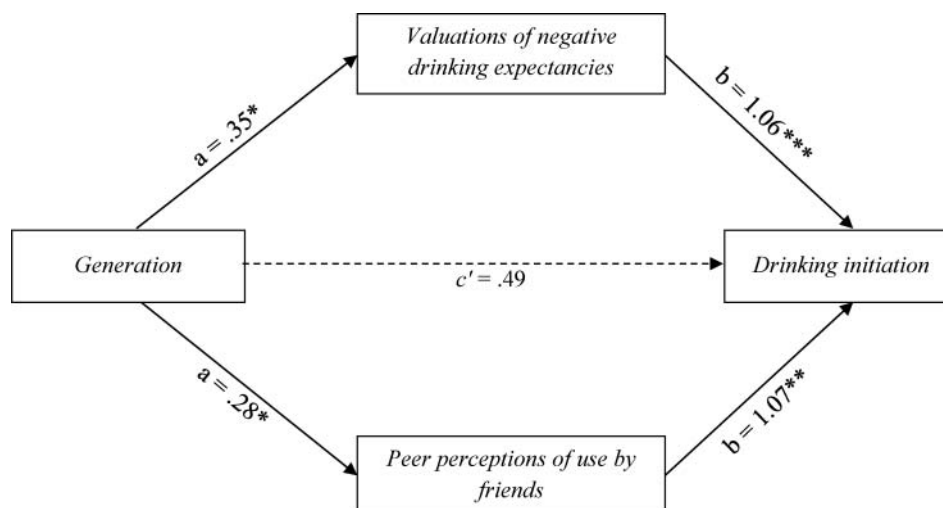 Valuations of negative
drinking expectancies
a = .35*
b = 1.06***
Generation
c' = .49
Drinking initiation
a = .28*
b = 1.07**
Peer perceptions of use by
friends